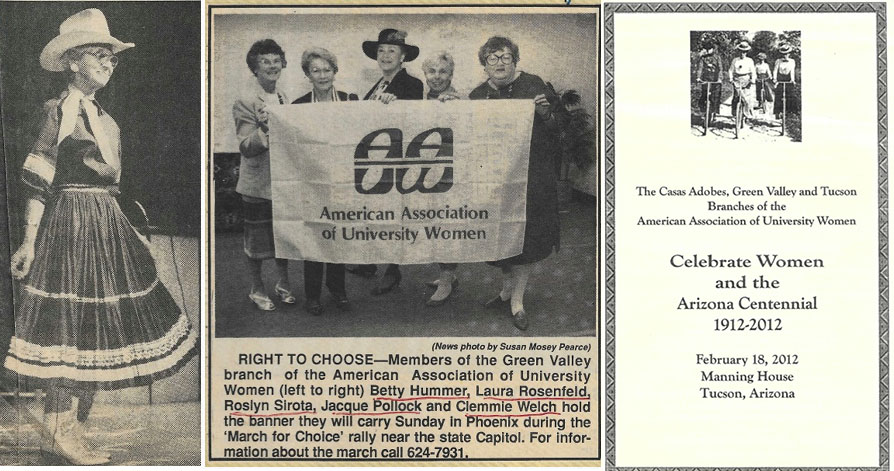 American Association
of University Women
(News photo by Susan Mosey Pearce)
RIGHT TO CHOOSE—Members of the Green Valley
branch of the American Association of University
Women (left to right) Betty Hummer, Laura Rosenfeld,
Roslyn Sirota, Jacque Pollock and Clemmie Welch hold
the banner they will carry Sunday in Phoenix during the
'March for Choice' rally near the state Capitol. For infor-
mation about the march call 624-7931.
The Casas Adobes, Green Valley and Tucson
Branches of the
American Association of University Women
Celebrate Women
and the
Arizona Centennial
1912-2012
February 18, 2012
Manning House
Tucson, Arizona